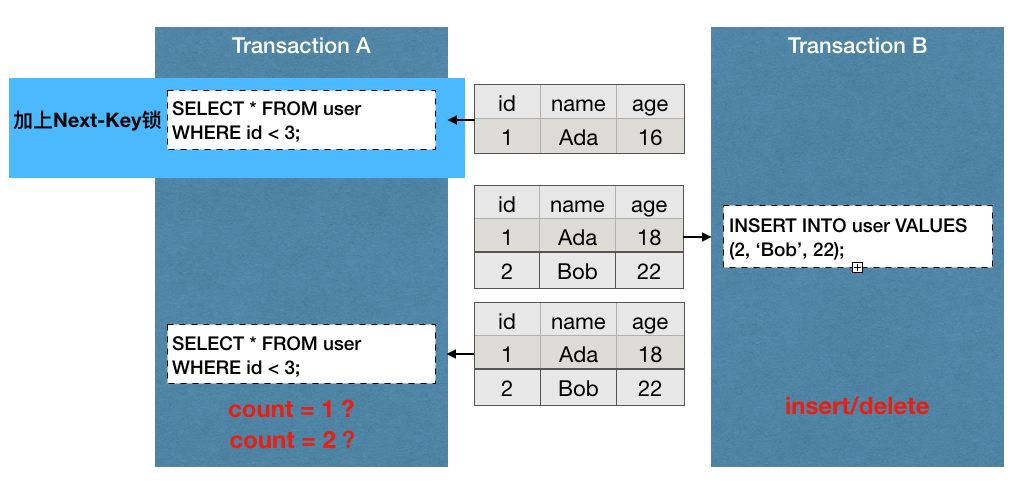 Transaction A
Transaction B
加上Next-Key锁
SELECT * FROM user
WHERE id < 3;
id name age
1 Ada 16
id name age
1 Ada 18
2 Bob 22
INSERT INTO user VALUES
(2, ‘Bob’, 22);
SELECT * FROM user
WHERE id < 3;
id name age
1 Ada 18
2 Bob 22
count = 1 ?
count = 2 ?
insert/delete